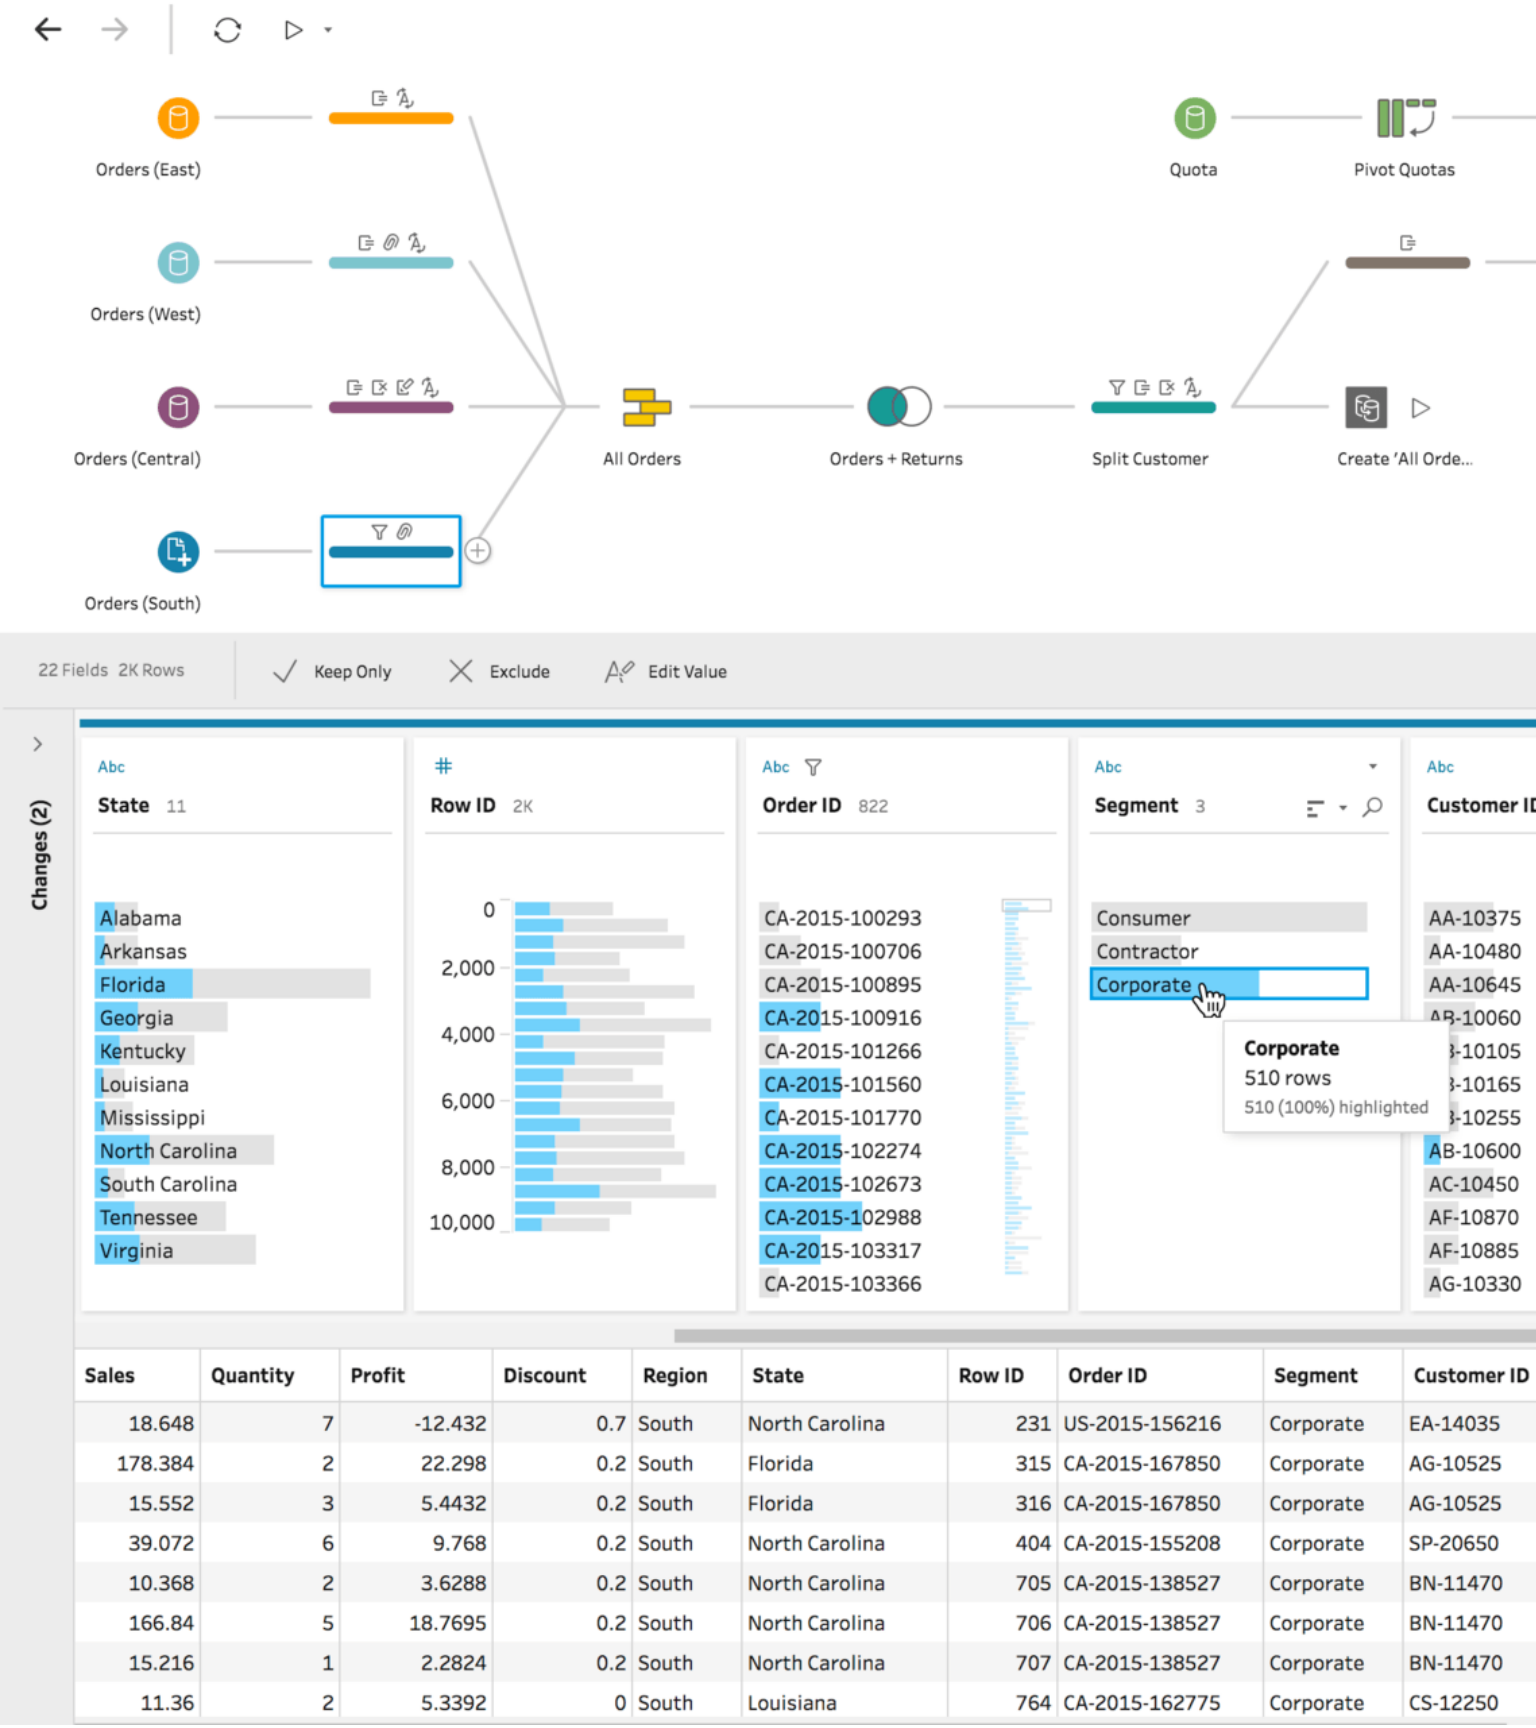 Orders (East)
Quota
Pivot Quotas
Orders (West)
Orders (Central)
All Orders
Orders + Returns
Split Customer
Create 'All Orde...
Orders (South)
22 Fields 2K Rows
Keep Only
Exclude
Edit Value
Changes (2)
Abc
State 11
Alabama
Arkansas
Florida
Georgia
Kentucky
Louisiana
Mississippi
North Carolina
South Carolina
Tennessee
Virginia
#
Row ID 2K
0
2,000
4,000
6,000
8,000
10,000
Abc
Order ID 822
CA-2015-100293
CA-2015-100706
CA-2015-100895
CA-2015-100916
CA-2015-101266
CA-2015-101560
CA-2015-101770
CA-2015-102274
CA-2015-102673
CA-2015-102988
CA-2015-103317
CA-2015-103366
Abc
Segment 3
Consumer
Contractor
Corporate
Corporate
510 rows
510 (100%) highlighted
Abc
Customer ID
AA-10375
AA-10480
AA-10645
AB-10060
-10105
-10165
-10255
AB-10600
AC-10450
AF-10870
AF-10885
AG-10330
Sales Quantity Profit Discount Region State Row ID Order ID Segment Customer ID
18.648 7 -12.432 0.7 South North Carolina 231 US-2015-156216 Corporate EA-14035
178.384 2 22.298 0.2 South Florida 315 CA-2015-167850 Corporate AG-10525
15.552 3 5.4432 0.2 South Florida 316 CA-2015-167850 Corporate AG-10525
39.072 6 9.768 0.2 South North Carolina 404 CA-2015-155208 Corporate SP-20650
10.368 2 3.6288 0.2 South North Carolina 705 CA-2015-138527 Corporate BN-11470
166.84 5 18.7695 0.2 South North Carolina 706 CA-2015-138527 Corporate BN-11470
15.216 1 2.2824 0.2 South North Carolina 707 CA-2015-138527 Corporate BN-11470
11.36 2 5.3392 0 South Louisiana 764 CA-2015-162775 Corporate CS-12250